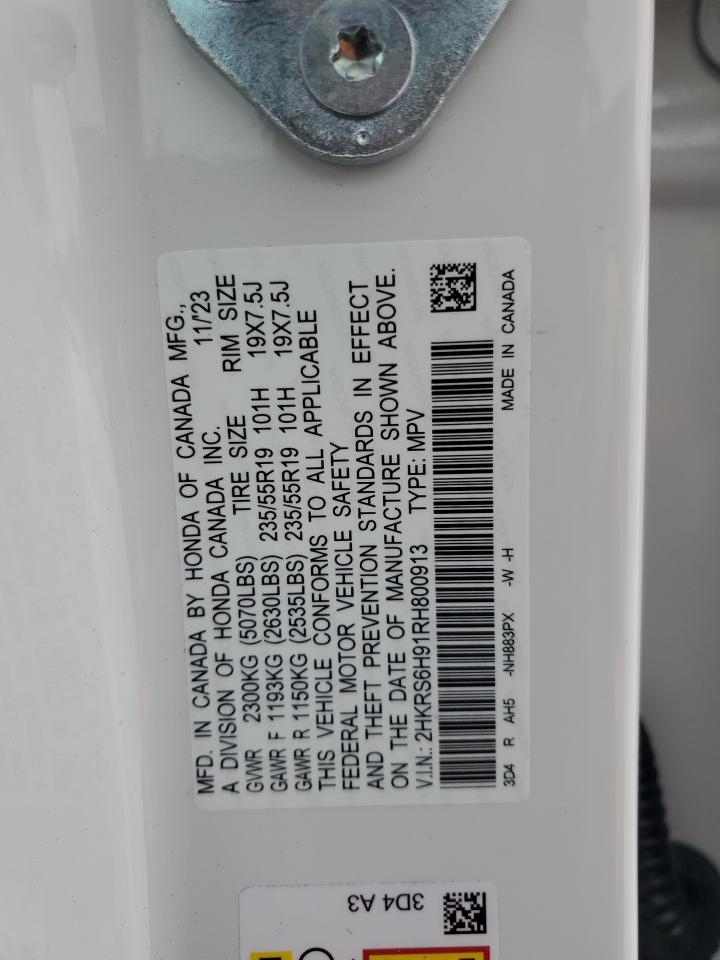 MFD. IN CANADA BY HONDA OF CANADA MFG.,
A DIVISION OF HONDA CANADA INC. 11/'23
GVWR 2300KG (5070LBS) TIRE SIZE RIM SIZE
GAWR F 1193KG (2630LBS) 235/55R19 101H 19X7.5J
GAWR R 1150KG (2535LBS) 235/55R19 101H 19X7.5J
THIS VEHICLE CONFORMS TO ALL APPLICABLE
FEDERAL MOTOR VEHICLE SAFETY
AND THEFT PREVENTION STANDARDS IN EFFECT
ON THE DATE OF MANUFACTURE SHOWN ABOVE.
V.I.N.: 2HKRS6H91RH800913 TYPE: MPV
3D4 R AH5 -NH883PX -W -H MADE IN CANADA
3D4 A3